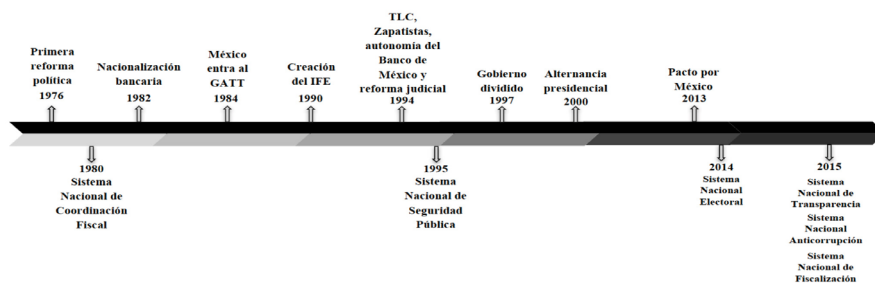 Primera
reforma
política
1976
Nacionalización
bancaria
1982
México
entra al
GATT
1984
Creación
del IFE
1990
TLC,
Zapatistas,
autonomía del
Banco de
México y
reforma judicial
1994
Gobierno
dividido
1997
Alternancia
presidencial
2000
Pacto por
México
2013
1980
Sistema
Nacional de
Coordinación
Fiscal
1995
Sistema
Nacional de
Seguridad
Pública
2014
Sistema
Nacional
Electoral
2015
Sistema
Nacional de
Transparencia
Sistema
Nacional
Anticorrupción
Sistema
Nacional de
Fiscalización